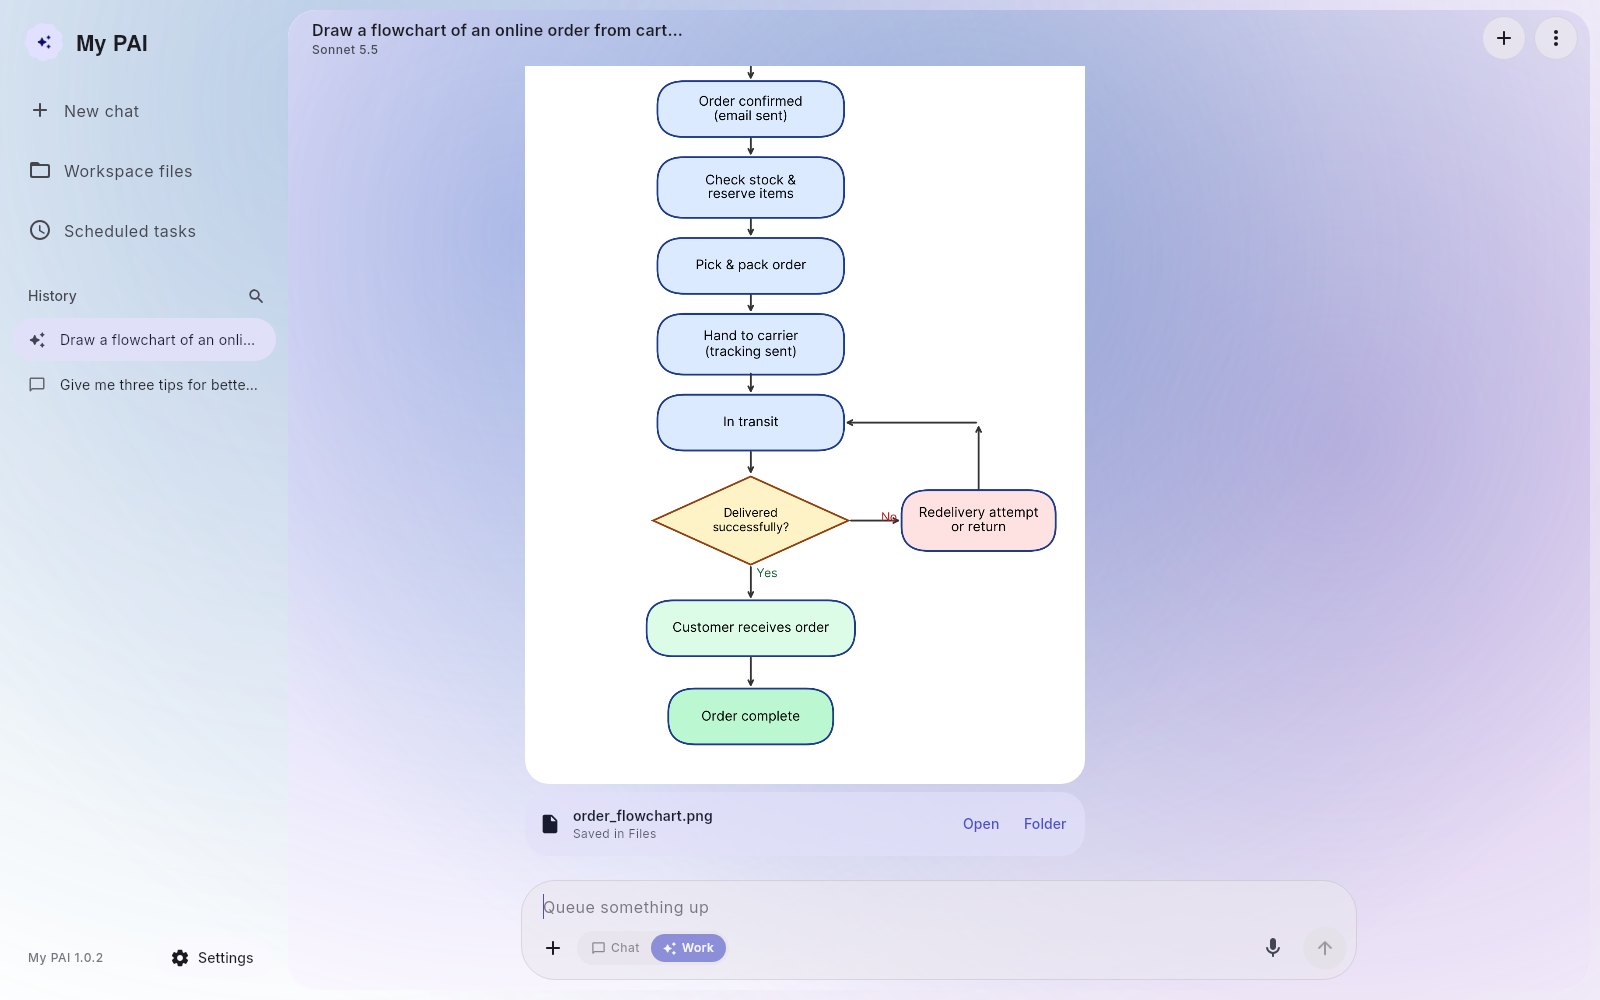 My PAI
New chat
Workspace files
Scheduled tasks
History
Draw a flowchart of an onli...
Give me three tips for bette...
My PAI 1.0.2
Settings
Draw a flowchart of an online order from cart...
Sonnet 5.5
Order confirmed
(email sent)
Check stock &
reserve items
Pick & pack order
Hand to carrier
(tracking sent)
In transit
Delivered
successfully?
No
Redelivery attempt
or return
Yes
Customer receives order
Order complete
order_flowchart.png
Saved in Files
Open
Folder
Queue something up
Chat
Work